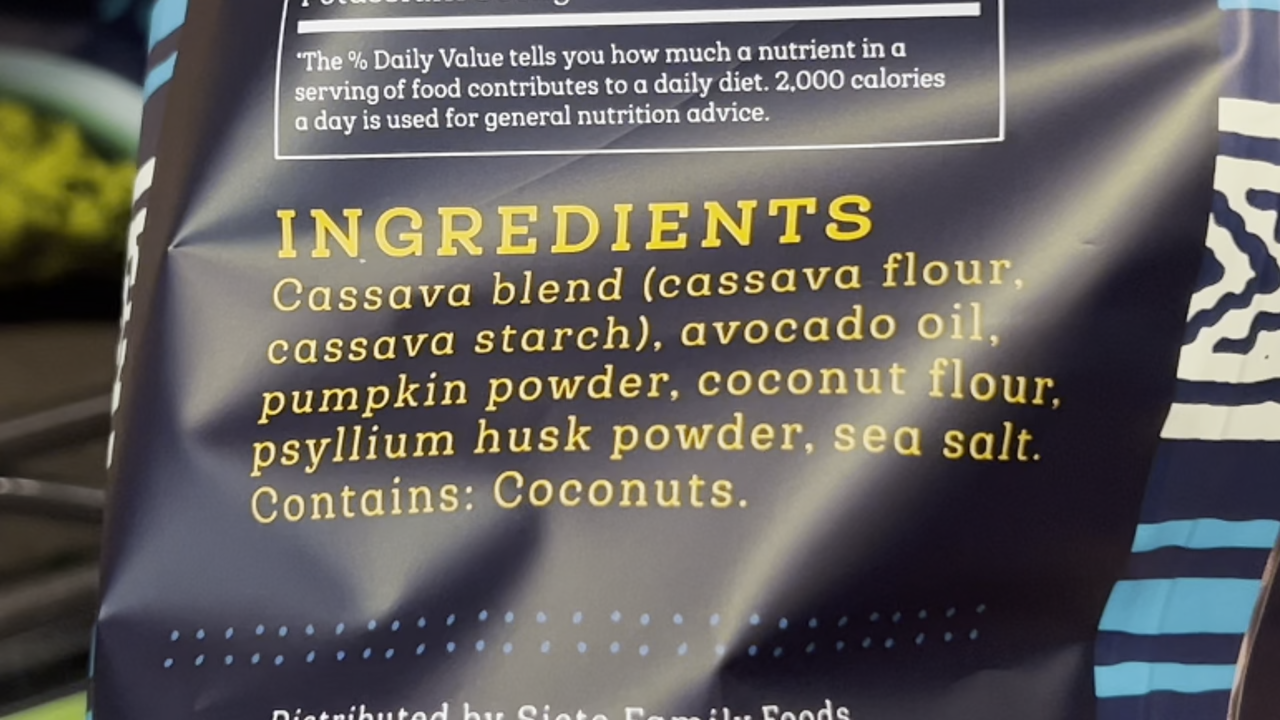 *The % Daily Value tells you how much a nutrient in a
serving of food contributes to a daily diet. 2,000 calories
a day is used for general nutrition advice.
INGREDIENTS
Cassava blend (cassava flour,
cassava starch), avocado oil,
pumpkin powder, coconut flour,
psyllium husk powder, sea salt.
Contains: Coconuts.
Distributed by Siete Family Foods